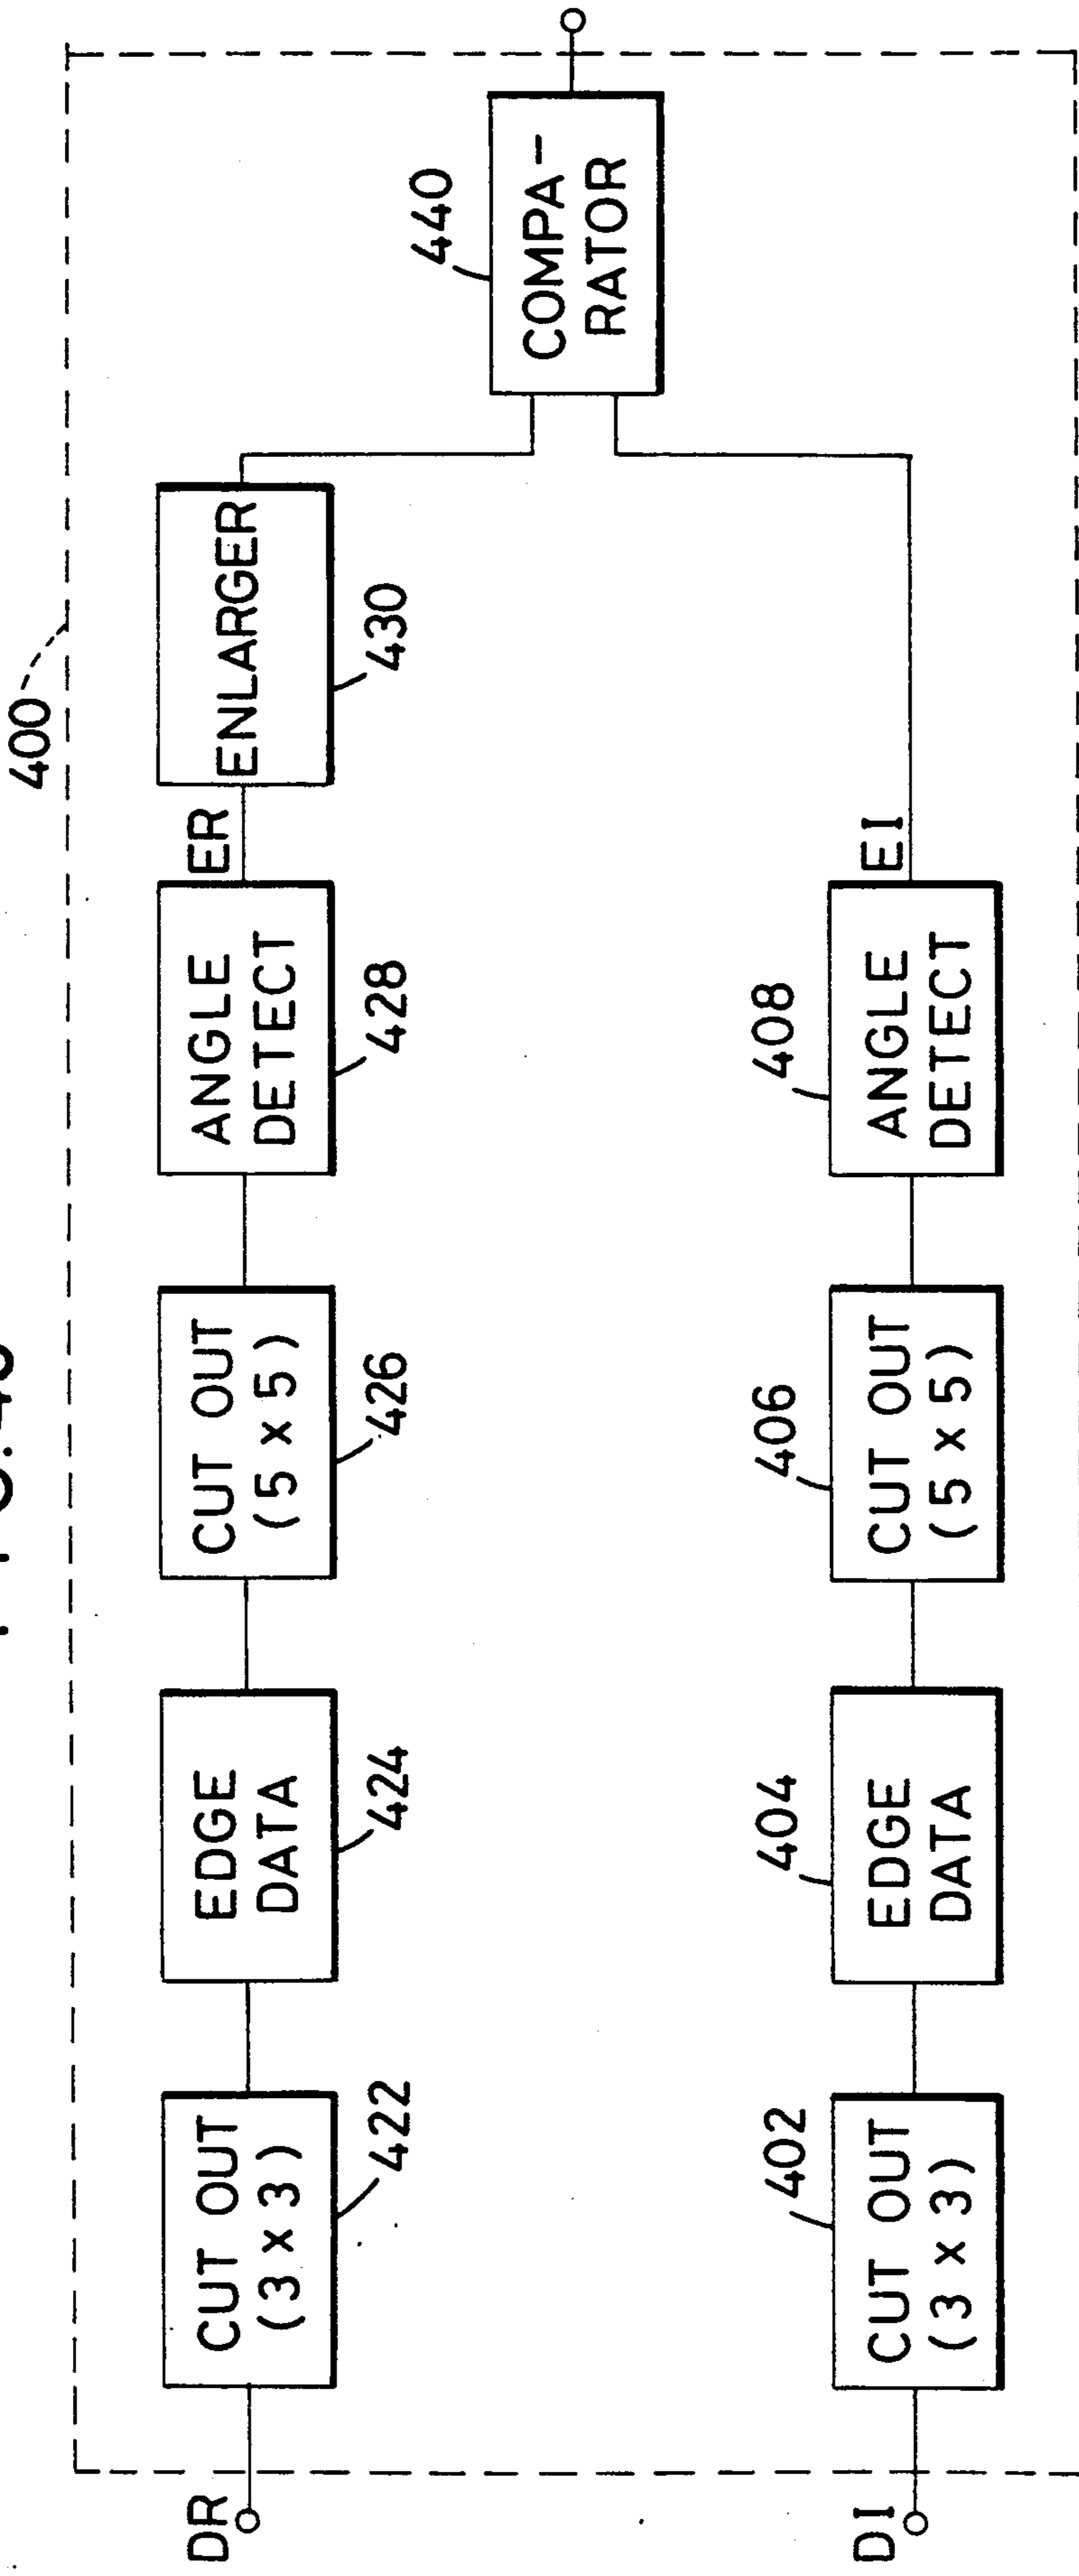 400
DR
CUT OUT
(3 x 3)
422
EDGE
DATA
424
CUT OUT
(5 x 5)
426
ANGLE
DETECT
428
ER
ENLARGER
430
440
COMPA-
RATOR
DI
402
CUT OUT
(3 x 3)
404
EDGE
DATA
406
CUT OUT
(5 x 5)
408
ANGLE
DETECT
EI